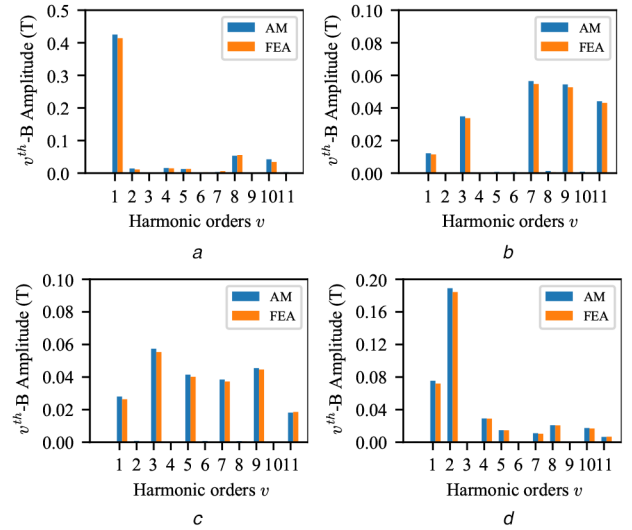 0.5
0.4
0.3
0.2
0.1
0.0
v^th-B Amplitude (T)
AM
FEA
1 2 3 4 5 6 7 8 9 10 11
Harmonic orders v
a
0.10
0.08
0.06
0.04
0.02
0.00
v^th-B Amplitude (T)
AM
FEA
1 2 3 4 5 6 7 8 9 10 11
Harmonic orders v
b
0.10
0.08
0.06
0.04
0.02
0.00
v^th-B Amplitude (T)
AM
FEA
1 2 3 4 5 6 7 8 9 10 11
Harmonic orders v
c
0.20
0.16
0.12
0.08
0.04
0.00
v^th-B Amplitude (T)
AM
FEA
1 2 3 4 5 6 7 8 9 10 11
Harmonic orders v
d